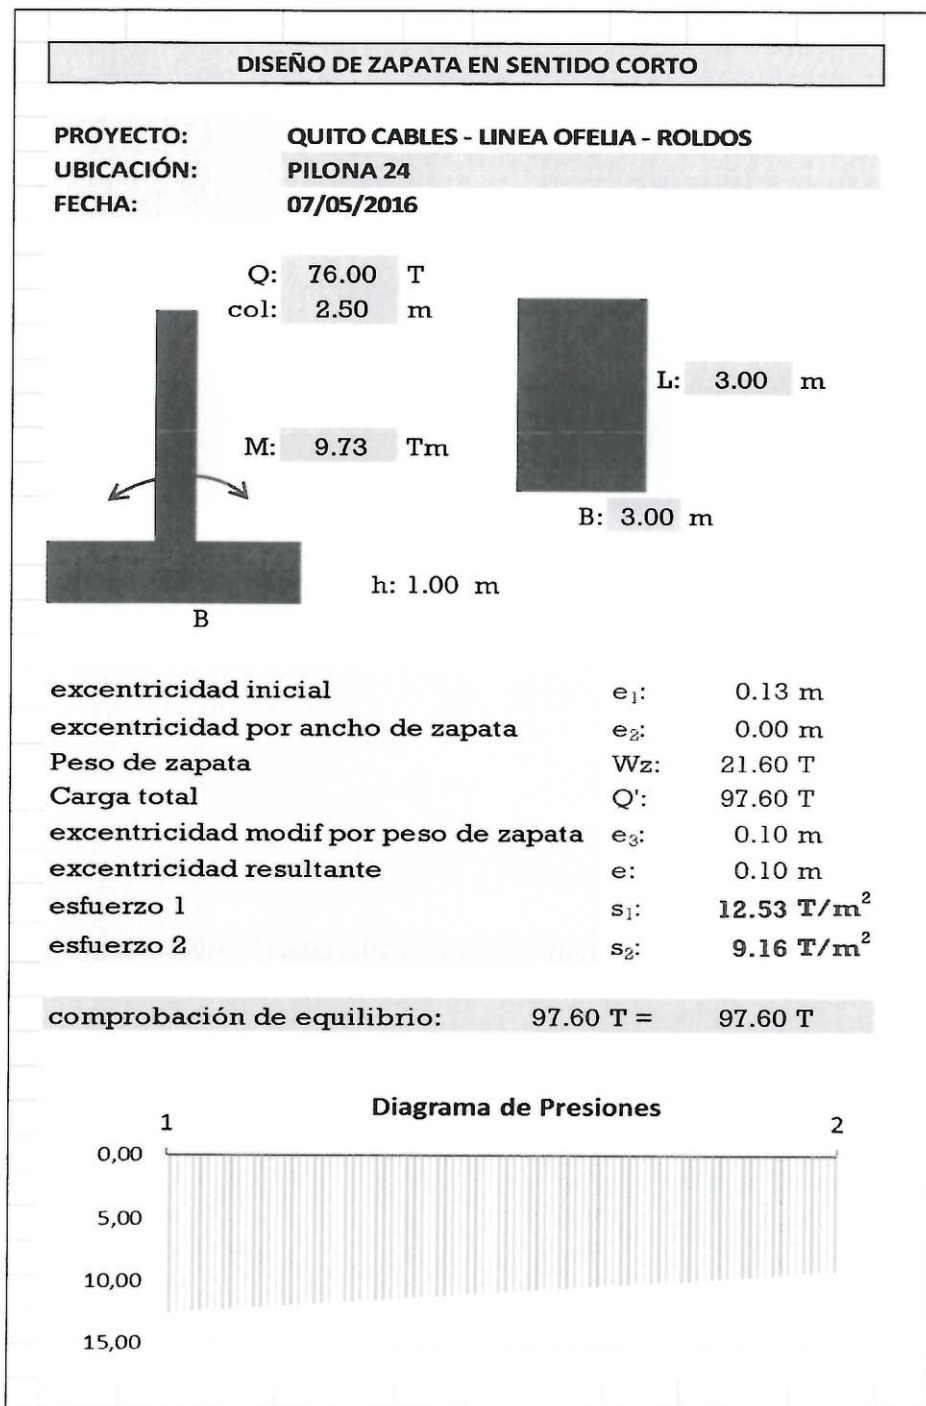 DISEÑO DE ZAPATA EN SENTIDO CORTO
PROYECTO: QUITO CABLES - LINEA OFELIA - ROLDOS
UBICACIÓN: PILONA 24
FECHA: 07/05/2016
Q: 76.00 T
col: 2.50 m
L: 3.00 m
M: 9.73 Tm
B: 3.00 m
h: 1.00 m
B
excentricidad inicial e₁: 0.13 m
excentricidad por ancho de zapata e₂: 0.00 m
Peso de zapata Wz: 21.60 T
Carga total Q': 97.60 T
excentricidad modif por peso de zapata e₃: 0.10 m
excentricidad resultante e: 0.10 m
esfuerzo 1 s₁: 12.53 T/m²
esfuerzo 2 s₂: 9.16 T/m²
comprobación de equilibrio: 97.60 T = 97.60 T
Diagrama de Presiones
1 2
0,00
5,00
10,00
15,00